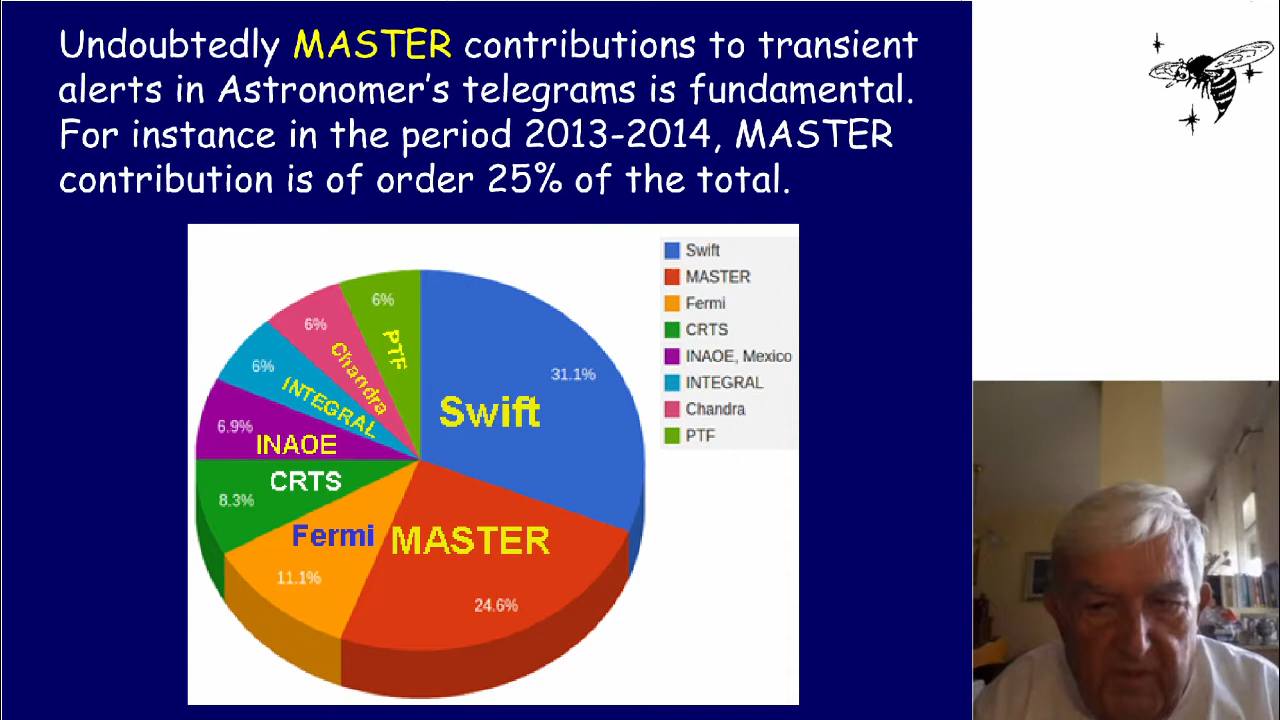 Undoubtedly MASTER contributions to transient
alerts in Astronomer’s telegrams is fundamental.
For instance in the period 2013-2014, MASTER
contribution is of order 25% of the total.
Swift
MASTER
Fermi
CRTS
INAOE, Mexico
INTEGRAL
Chandra
PTF
6%
PTF
6%
Chandra
6%
INTEGRAL
6.9%
INAOE
8.3%
CRTS
11.1%
Fermi
24.6%
MASTER
31.1%
Swift